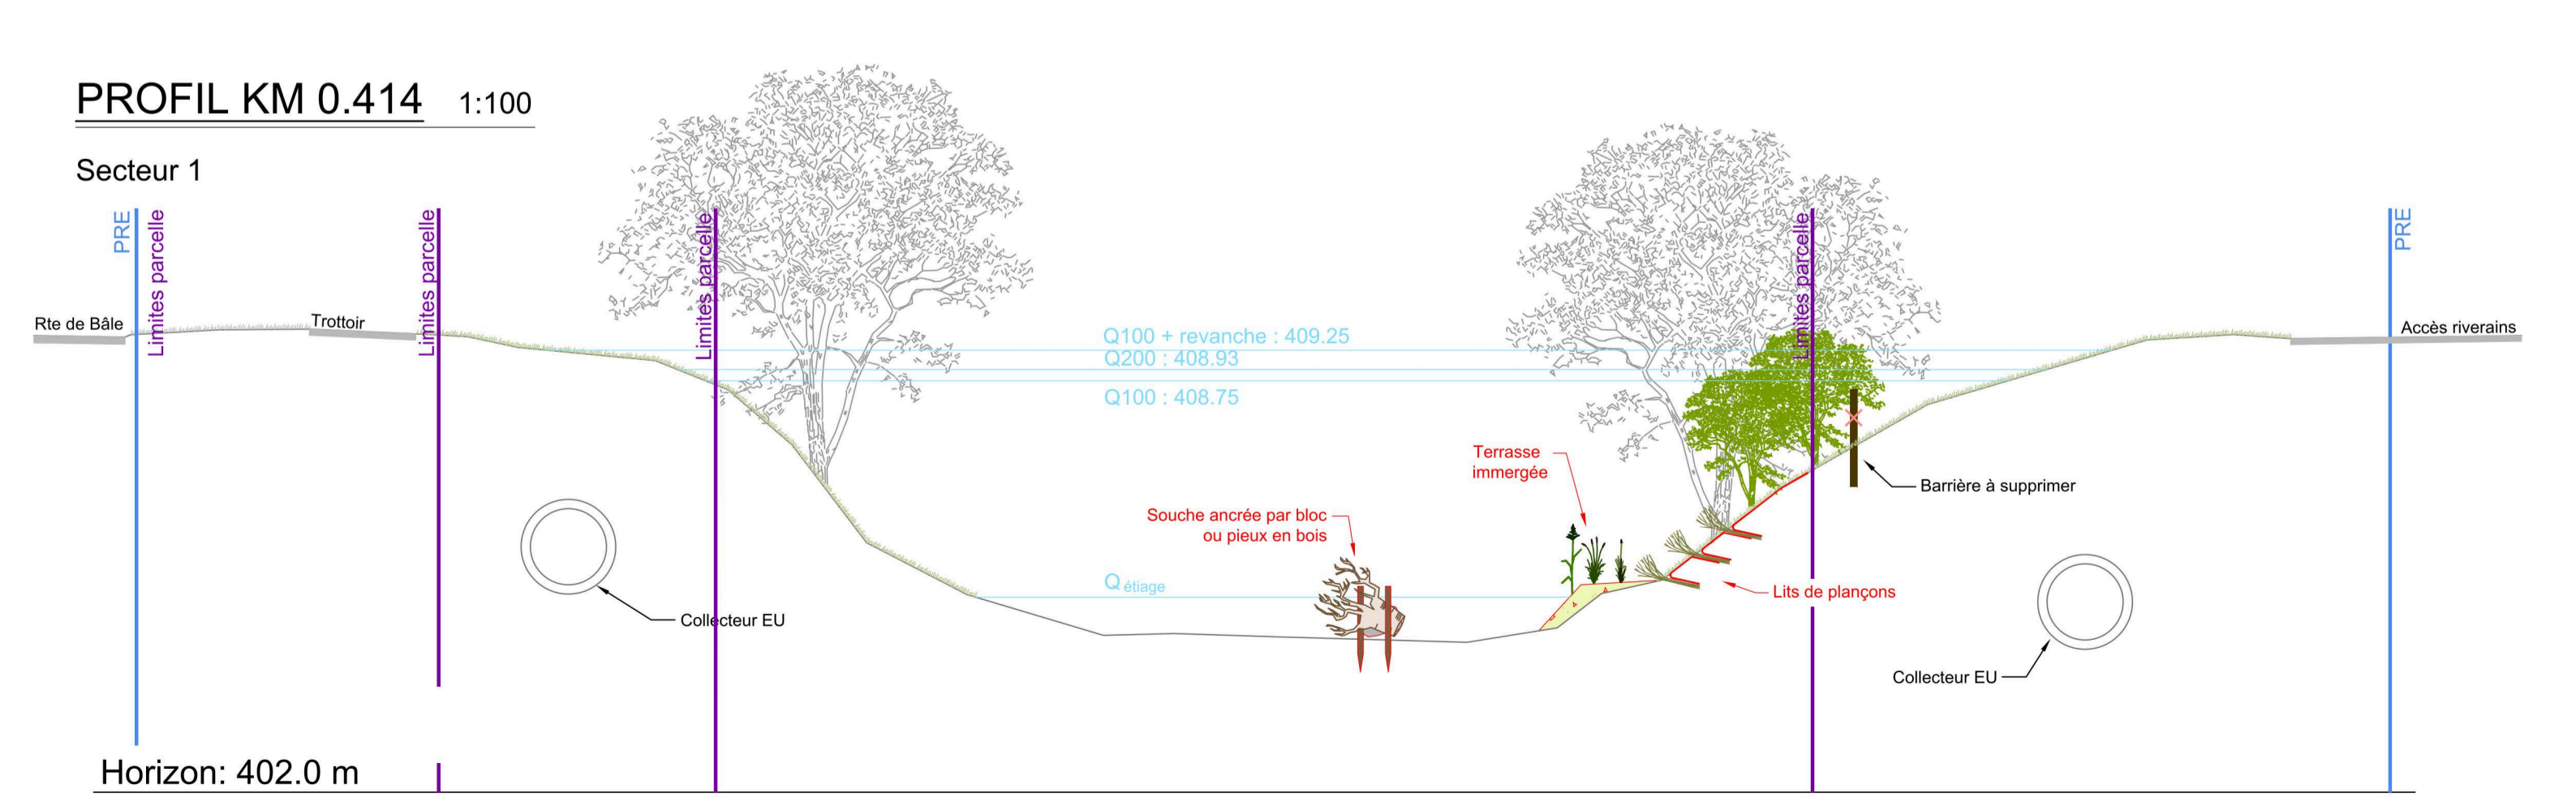 PROFIL KM 0.414 1:100
Secteur 1
PRE
Limites parcelle
Limites parcelle
Limites parcelle
Limites parcelle
PRE
Rte de Bâle
Trottoir
Accès riverains
Q100 + revanche : 409.25
Q200 : 408.93
Q100 : 408.75
Terrasse
immergée
Barrière à supprimer
Souche ancrée par bloc
ou pieux en bois
Q étiage
Lits de plançons
Collecteur EU
Collecteur EU
Horizon: 402.0 m